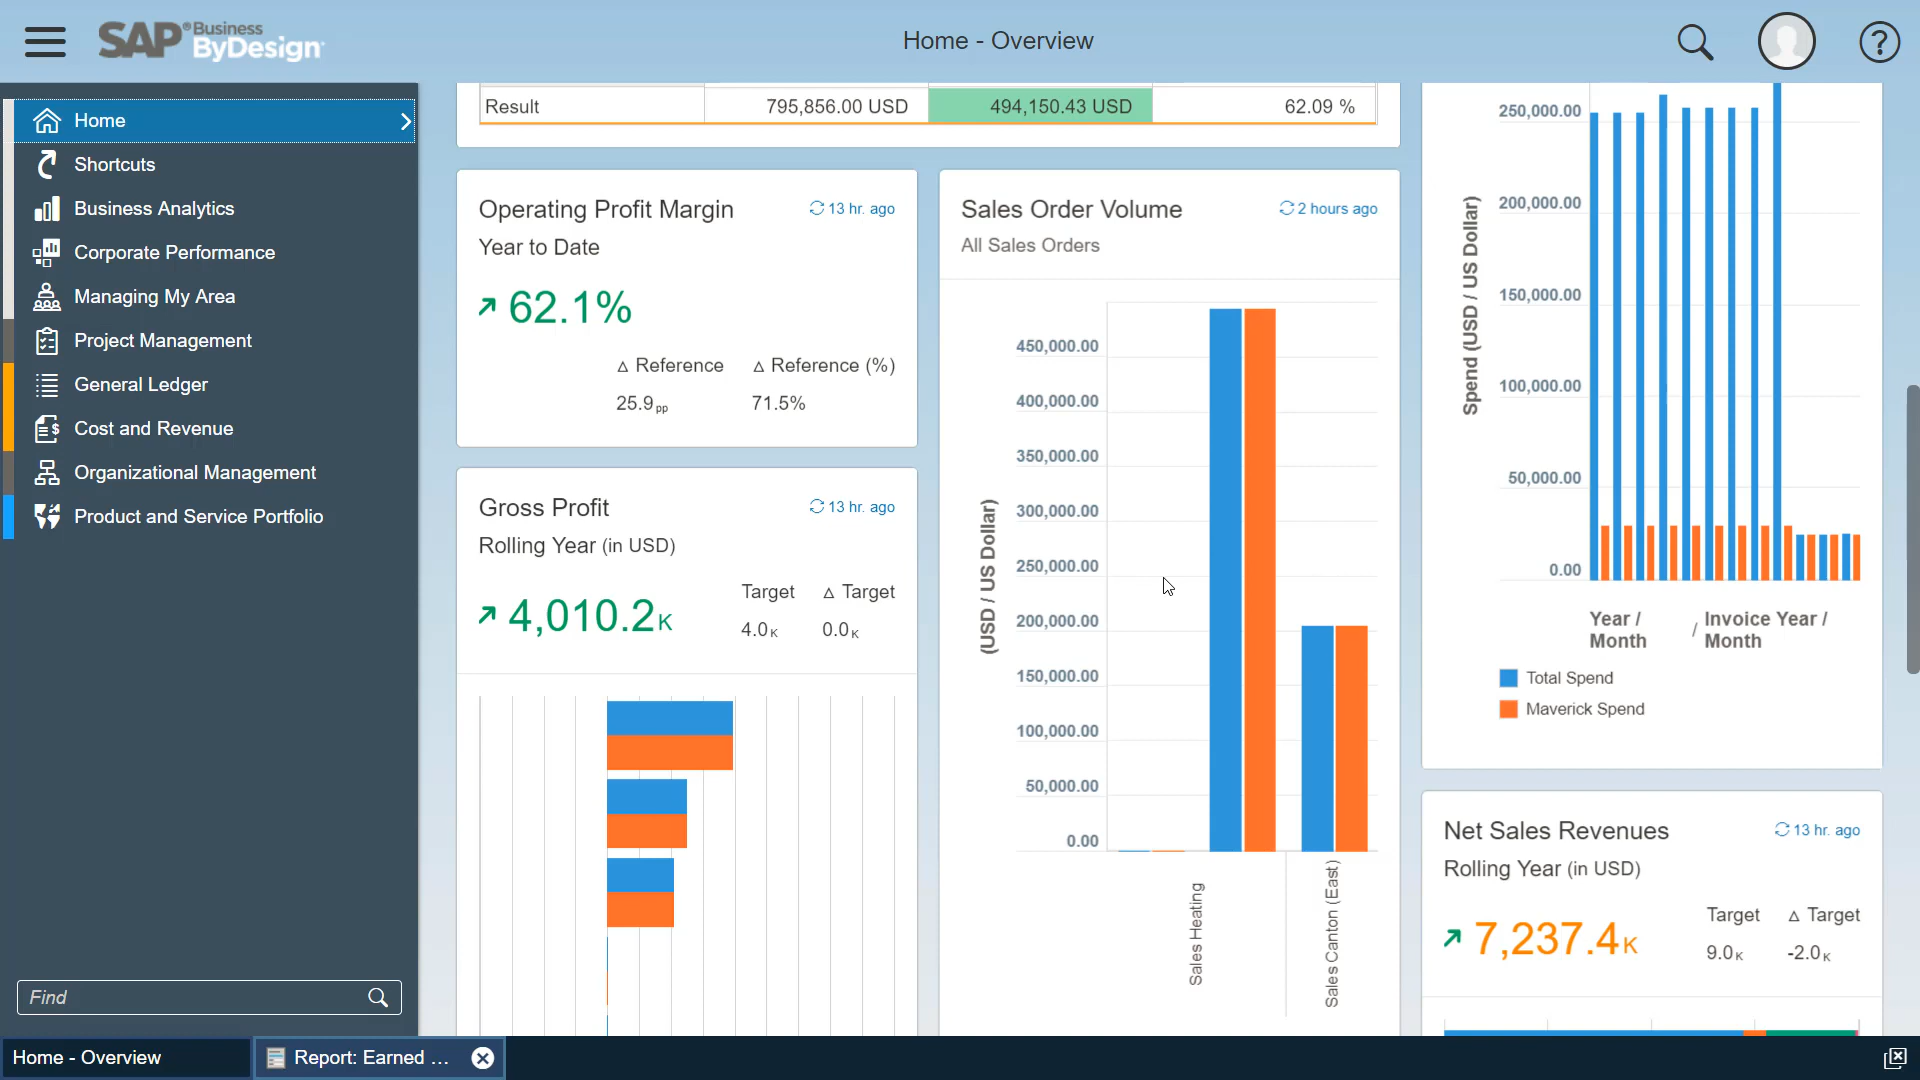 SAP® Business ByDesign
Home - Overview
Home
Shortcuts
Business Analytics
Corporate Performance
Managing My Area
Project Management
General Ledger
Cost and Revenue
Organizational Management
Product and Service Portfolio
Find
Result 795,856.00 USD 494,150.43 USD 62.09 %
Operating Profit Margin 13 hr. ago
Year to Date
62.1%
△ Reference △ Reference (%)
25.9 pp 71.5%
Gross Profit 13 hr. ago
Rolling Year (in USD)
Target △ Target
4,010.2 K 4.0 K 0.0 K
Sales Order Volume 2 hours ago
All Sales Orders
(USD / US Dollar)
450,000.00
400,000.00
350,000.00
300,000.00
250,000.00
200,000.00
150,000.00
100,000.00
50,000.00
0.00
Sales Heating
Sales Canton (East)
Spend (USD / US Dollar)
250,000.00
200,000.00
150,000.00
100,000.00
50,000.00
0.00
Year / / Invoice Year /
Month Month
Total Spend
Maverick Spend
Net Sales Revenues 13 hr. ago
Rolling Year (in USD)
Target △ Target
7,237.4 K 9.0 K -2.0 K
Home - Overview
Report: Earned ...